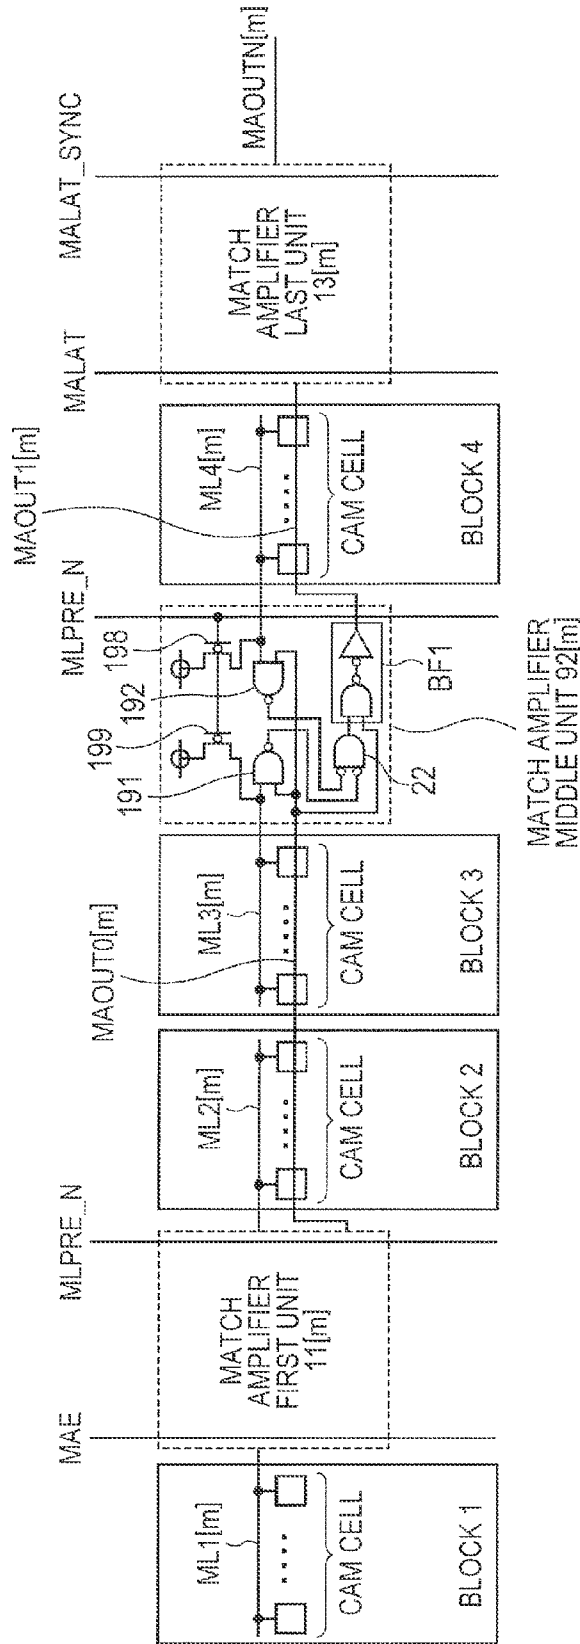 MAE
MLPRE_N
MAOUT0[m]
MLPRE_N
MAOUT1[m]
MALAT
MALAT_SYNC
MAOUTN[m]
ML1[m]
CAM CELL
BLOCK 1
MATCH
AMPLIFIER
FIRST UNIT
11[m]
ML2[m]
CAM CELL
BLOCK 2
ML3[m]
CAM CELL
BLOCK 3
199
198
191
192
22
BF1
MATCH AMPLIFIER
MIDDLE UNIT 92[m]
ML4[m]
CAM CELL
BLOCK 4
MATCH
AMPLIFIER
LAST UNIT
13[m]